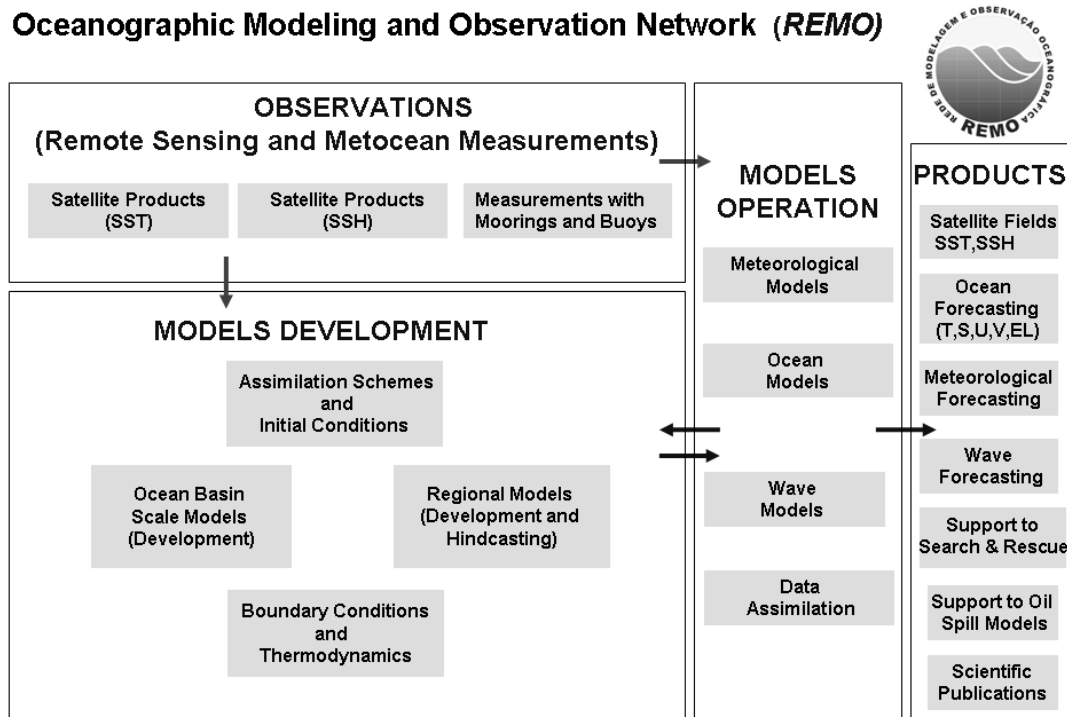 Oceanographic Modeling and Observation Network (REMO)
REDE DE MODELAGEM E OBSERVAÇÃO OCEANOGRÁFICA
REMO
OBSERVATIONS
(Remote Sensing and Metocean Measurements)
Satellite Products
(SST)
Satellite Products
(SSH)
Measurements with
Moorings and Buoys
MODELS DEVELOPMENT
Assimilation Schemes
and
Initial Conditions
Ocean Basin
Scale Models
(Development)
Regional Models
(Development and
Hindcasting)
Boundary Conditions
and
Thermodynamics
MODELS
OPERATION
Meteorological
Models
Ocean
Models
Wave
Models
Data
Assimilation
PRODUCTS
Satellite Fields
SST,SSH
Ocean
Forecasting
(T,S,U,V,EL)
Meteorological
Forecasting
Wave
Forecasting
Support to
Search & Rescue
Support to Oil
Spill Models
Scientific
Publications